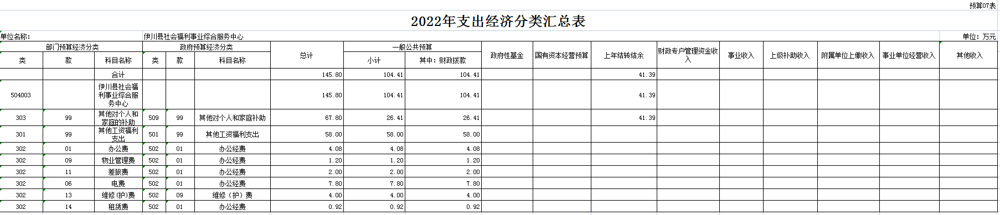 预算07表
2022年支出经济分类汇总表
单位名称： 伊川县社会福利事业综合服务中心 单位：万元
部门预算经济分类 政府预算经济分类 总计 一般公共预算 政府性基金 国有资本经营预算 上年结转结余 财政专户管理资金收入 事业收入 上级补助收入 附属单位上缴收入 事业单位经营收入 其他收入
类 款 科目名称 类 款 科目名称 小计 其中：财政拨款
合计 145.80 104.41 104.41 41.39
504003 伊川县社会福利事业综合服务中心 145.80 104.41 104.41 41.39
303 99 其他对个人和家庭的补助 509 99 其他对个人和家庭补助 67.80 26.41 26.41 41.39
301 99 其他工资福利支出 501 99 其他工资福利支出 58.00 58.00 58.00
302 01 办公费 502 01 办公经费 4.08 4.08 4.08
302 09 物业管理费 502 01 办公经费 1.20 1.20 1.20
302 11 差旅费 502 01 办公经费 2.00 2.00 2.00
302 06 电费 502 01 办公经费 7.80 7.80 7.80
302 13 维修(护)费 502 09 维修（护）费 4.00 4.00 4.00
302 14 租赁费 502 01 办公经费 0.92 0.92 0.92